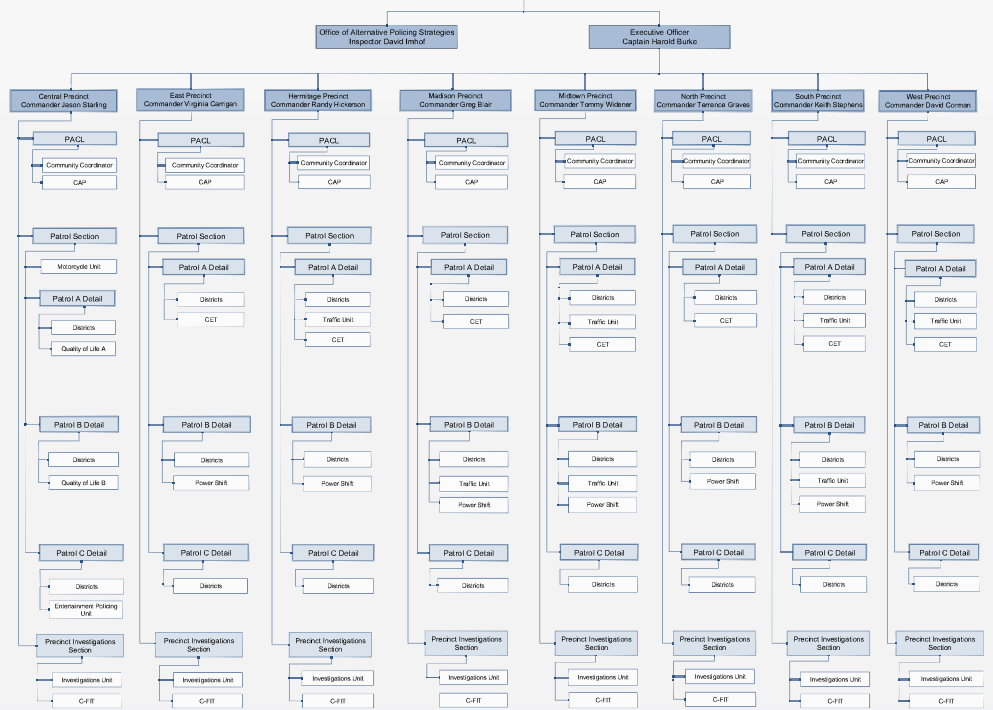 Office of Alternative Policing Strategies
Inspector David Imhof
Executive Officer
Captain Harold Burke
Central Precinct
Commander Jason Starling
PACL
Community Coordinator
CAP
Patrol Section
Motorcycle Unit
Patrol A Detail
Districts
Quality of Life A
Patrol B Detail
Districts
Quality of Life B
Patrol C Detail
Districts
Entertainment Policing
Unit
Precinct Investigations
Section
Investigations Unit
C-FIT
East Precinct
Commander Virginia Carrigan
PACL
Community Coordinator
CAP
Patrol Section
Patrol A Detail
Districts
CET
Patrol B Detail
Districts
Power Shift
Patrol C Detail
Districts
Precinct Investigations
Section
Investigations Unit
C-FIT
Hermitage Precinct
Commander Randy Hickerson
PACL
Community Coordinator
CAP
Patrol Section
Patrol A Detail
Districts
Traffic Unit
CET
Patrol B Detail
Districts
Power Shift
Patrol C Detail
Districts
Precinct Investigations
Section
Investigations Unit
C-FIT
Madison Precinct
Commander Greg Blair
PACL
Community Coordinator
CAP
Patrol Section
Patrol A Detail
Districts
CET
Patrol B Detail
Districts
Traffic Unit
Power Shift
Patrol C Detail
Districts
Precinct Investigations
Section
Investigations Unit
C-FIT
Midtown Precinct
Commander Tommy Widener
PACL
Community Coordinator
CAP
Patrol Section
Patrol A Detail
Districts
Traffic Unit
CET
Patrol B Detail
Districts
Traffic Unit
Power Shift
Patrol C Detail
Districts
Precinct Investigations
Section
Investigations Unit
C-FIT
North Precinct
Commander Terrence Graves
PACL
Community Coordinator
CAP
Patrol Section
Patrol A Detail
Districts
CET
Patrol B Detail
Districts
Power Shift
Patrol C Detail
Districts
Precinct Investigations
Section
Investigations Unit
C-FIT
South Precinct
Commander Keith Stephens
PACL
Community Coordinator
CAP
Patrol Section
Patrol A Detail
Districts
Traffic Unit
CET
Patrol B Detail
Districts
Traffic Unit
Power Shift
Patrol C Detail
Districts
Precinct Investigations
Section
Investigations Unit
C-FIT
West Precinct
Commander David Corman
PACL
Community Coordinator
CAP
Patrol Section
Patrol A Detail
Districts
Traffic Unit
CET
Patrol B Detail
Districts
Power Shift
Patrol C Detail
Districts
Precinct Investigations
Section
Investigations Unit
C-FIT